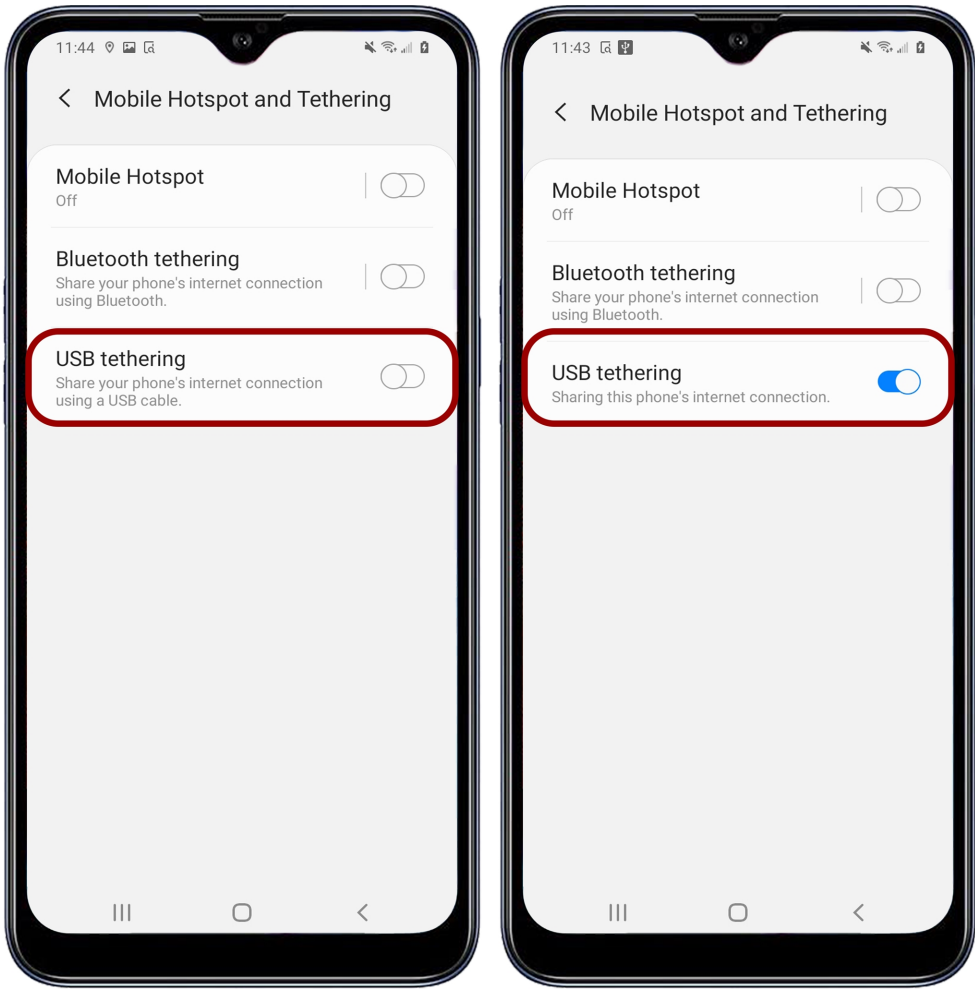 11:44
Mobile Hotspot and Tethering
Mobile Hotspot
Off
Bluetooth tethering
Share your phone's internet connection
using Bluetooth.
USB tethering
Share your phone's internet connection
using a USB cable.
11:43
Mobile Hotspot and Tethering
Mobile Hotspot
Off
Bluetooth tethering
Share your phone's internet connection
using Bluetooth.
USB tethering
Sharing this phone's internet connection.